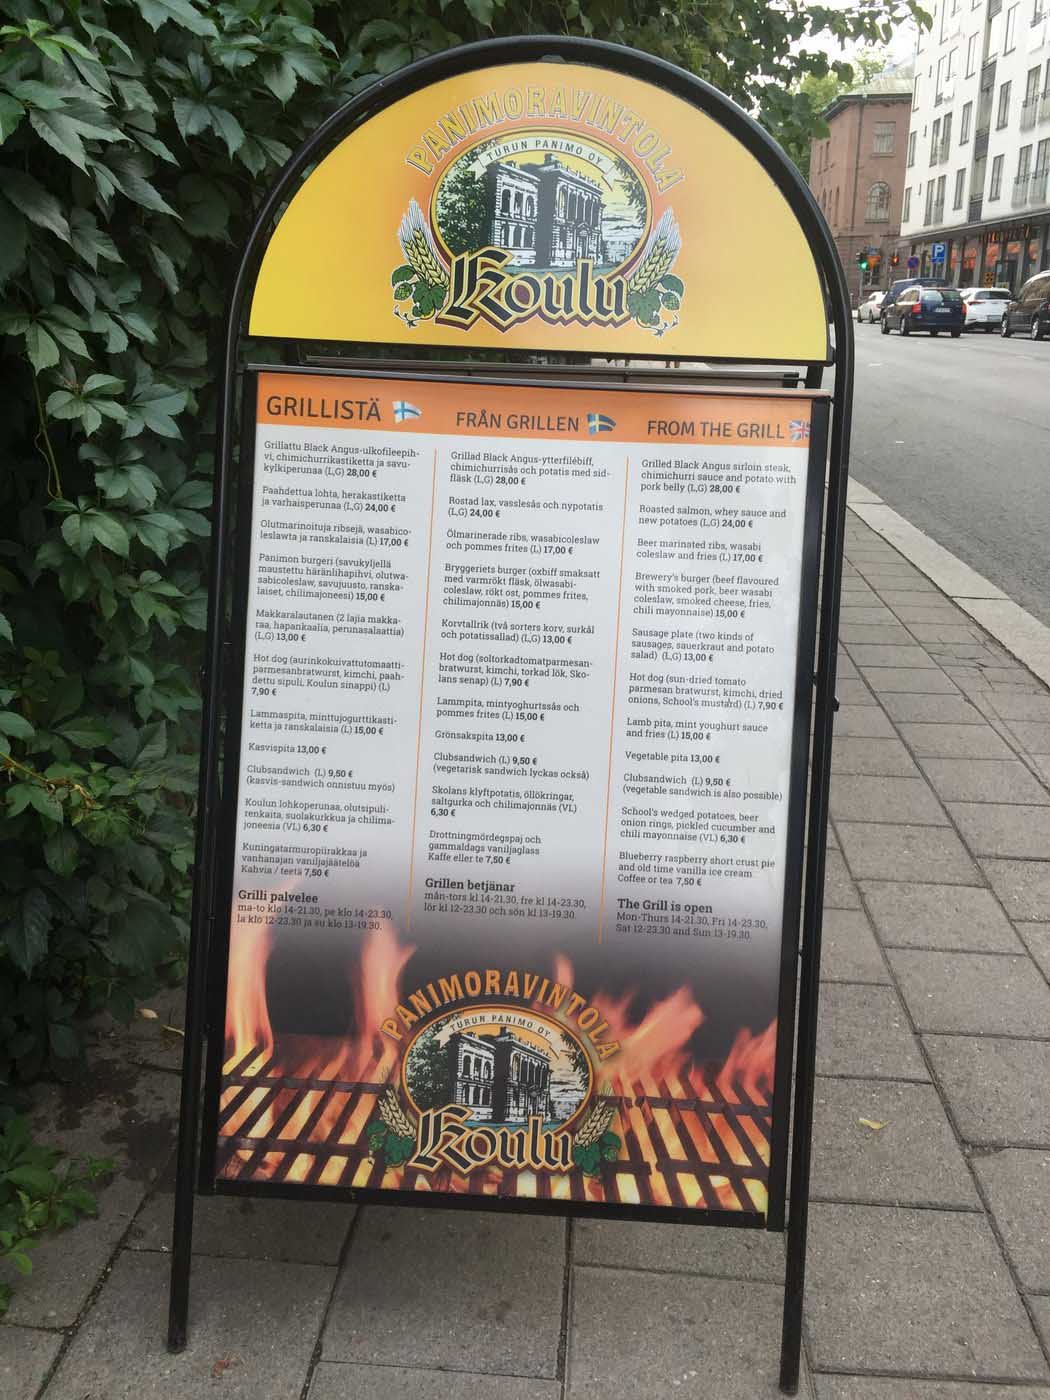 PANIMORAVINTOLA
TURUN PANIMO OY
Koulu
GRILLISTÄ
Grillattu Black Angus-ulkofileepih-
vi, chimichurrikastiketta ja savu-
kylkiperunaa (L,G) 28,00 €
Paahdettua lohta, herakastiketta
ja varhaisperunaa (L,G) 24,00 €
Olutmarinoituja ribsejä, wasabico-
leslawta ja ranskalaisia (L) 17,00 €
Panimon burgeri (savukyljellä
maustettu häränlihapihvi, olutwa-
sabicoleslaw, savujuusto, ranska-
laiset, chilimajoneesi) 15,00 €
Makkaralautanen (2 lajia makka-
raa, hapankaalia, perunasalaattia)
(L,G) 13,00 €
Hot dog (aurinkokuivattutomaatti-
parmesanbratwurst, kimchi, paah-
dettu sipuli, Koulun sinappi) (L)
7,90 €
Lammaspita, minttujogurttikasti-
ketta ja ranskalaisia (L) 15,00 €
Kasvispita 13,00 €
Clubsandwich (L) 9,50 €
(kasvis-sandwich onnistuu myös)
Koulun lohkoperunaa, olutsipuli-
renkaita, suolakurkkua ja chilima-
joneesia (VL) 6,30 €
Kuningatarmuropiirakkaa ja
vanhanajan vaniljajäätelöä
Kahvia / teetä 7,50 €
Grilli palvelee
ma-to klo 14-21.30, pe klo 14-23.30,
la klo 12-23.30 ja su klo 13-19.30.
FRÅN GRILLEN
Grillad Black Angus-ytterfilébiff,
chimichurrisås och potatis med sid-
fläsk (L,G) 28,00 €
Rostad lax, vasslesås och nypotatis
(L,G) 24,00 €
Ölmarinerade ribs, wasabicoleslaw
och pommes frites (L) 17,00 €
Bryggeriets burger (oxbiff smaksatt
med varmrökt fläsk, ölwasabi-
coleslaw, rökt ost, pommes frites,
chilimajonnäs) 15,00 €
Korvtallrik (två sorters korv, surkål
och potatissallad) (L,G) 13,00 €
Hot dog (soltorkadtomatparmesan-
bratwurst, kimchi, torkad lök, Sko-
lans senap) (L) 7,90 €
Lammpita, mintyoghurtssås och
pommes frites (L) 15,00 €
Grönsakspita 13,00 €
Clubsandwich (L) 9,50 €
(vegetarisk sandwich lyckas också)
Skolans klyftpotatis, öllökringar,
saltgurka och chilimajonnäs (VL)
6,30 €
Drottningmördegspaj och
gammaldags vaniljaglass
Kaffe eller te 7,50 €
Grillen betjänar
mån-tors kl 14-21.30, fre kl 14-23.30,
lör kl 12-23.30 och sön kl 13-19.30.
FROM THE GRILL
Grilled Black Angus sirloin steak,
chimichurri sauce and potato with
pork belly (L,G) 28,00 €
Roasted salmon, whey sauce and
new potatoes (L,G) 24,00 €
Beer marinated ribs, wasabi
coleslaw and fries (L) 17,00 €
Brewery's burger (beef flavoured
with smoked pork, beer wasabi
coleslaw, smoked cheese, fries,
chili mayonnaise) 15,00 €
Sausage plate (two kinds of
sausages, sauerkraut and potato
salad) (L,G) 13,00 €
Hot dog (sun-dried tomato
parmesan bratwurst, kimchi, dried
onions, School's mustard) (L) 7,90 €
Lamb pita, mint youghurt sauce
and fries (L) 15,00 €
Vegetable pita 13,00 €
Clubsandwich (L) 9,50 €
(vegetable sandwich is also possible)
School's wedged potatoes, beer
onion rings, pickled cucumber and
chili mayonnaise (VL) 6,30 €
Blueberry raspberry short crust pie
and old time vanilla ice cream
Coffee or tea 7,50 €
The Grill is open
Mon-Thurs 14-21.30, Fri 14-23.30,
Sat 12-23.30 and Sun 13-19.30.
PANIMORAVINTOLA
TURUN PANIMO OY
Koulu
P